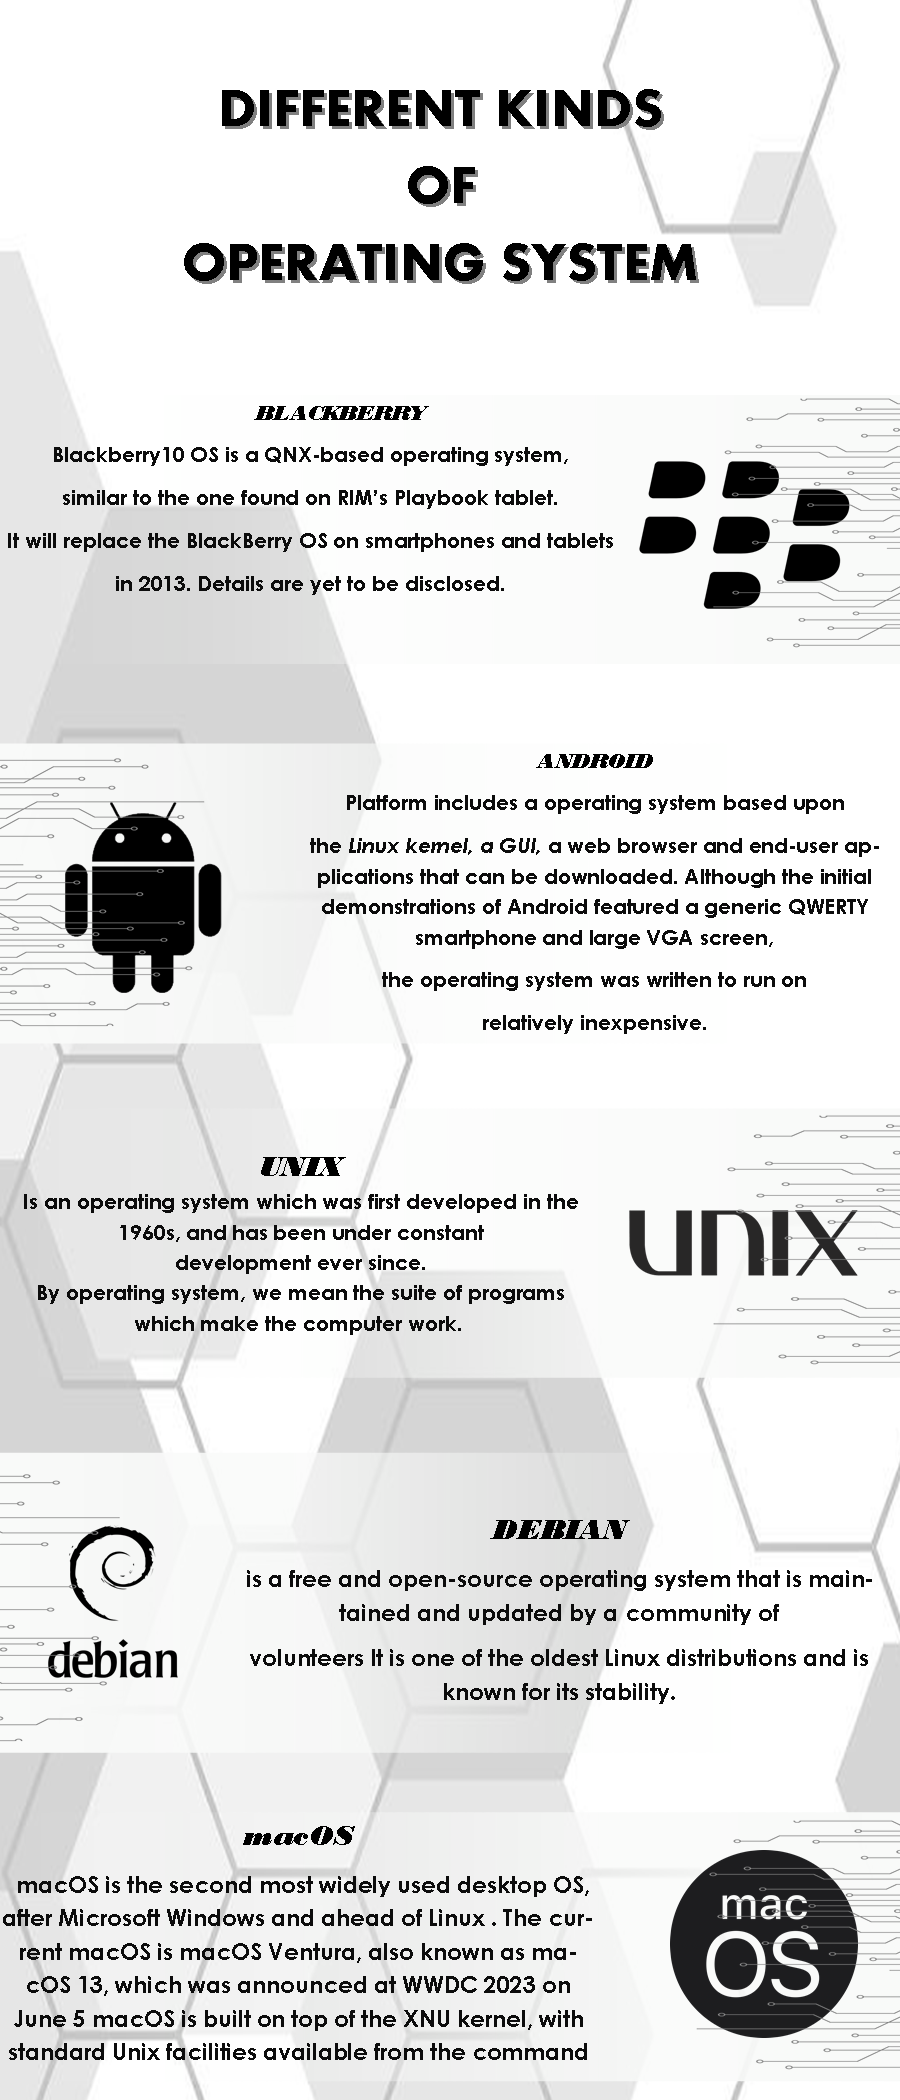 DIFFERENT KINDS
OF
OPERATING SYSTEM
BLACKBERRY
Blackberry10 OS is a QNX-based operating system,
similar to the one found on RIM's Playbook tablet.
It will replace the BlackBerry OS on smartphones and tablets
in 2013. Details are yet to be disclosed.
ANDROID
Platform includes a operating system based upon
the Linux kernel, a GUI, a web browser and end-user ap-
plications that can be downloaded. Although the initial
demonstrations of Android featured a generic QWERTY
smartphone and large VGA screen,
the operating system was written to run on
relatively inexpensive.
UNIX
Is an operating system which was first developed in the
1960s, and has been under constant
development ever since.
By operating system, we mean the suite of programs
which make the computer work.
unix
DEBIAN
is a free and open-source operating system that is main-
tained and updated by a community of
volunteers It is one of the oldest Linux distributions and is
known for its stability.
debian
macOS
macOS is the second most widely used desktop OS,
after Microsoft Windows and ahead of Linux . The cur-
rent macOS is macOS Ventura, also known as ma-
cOS 13, which was announced at WWDC 2023 on
June 5 macOS is built on top of the XNU kernel, with
standard Unix facilities available from the command
mac
OS